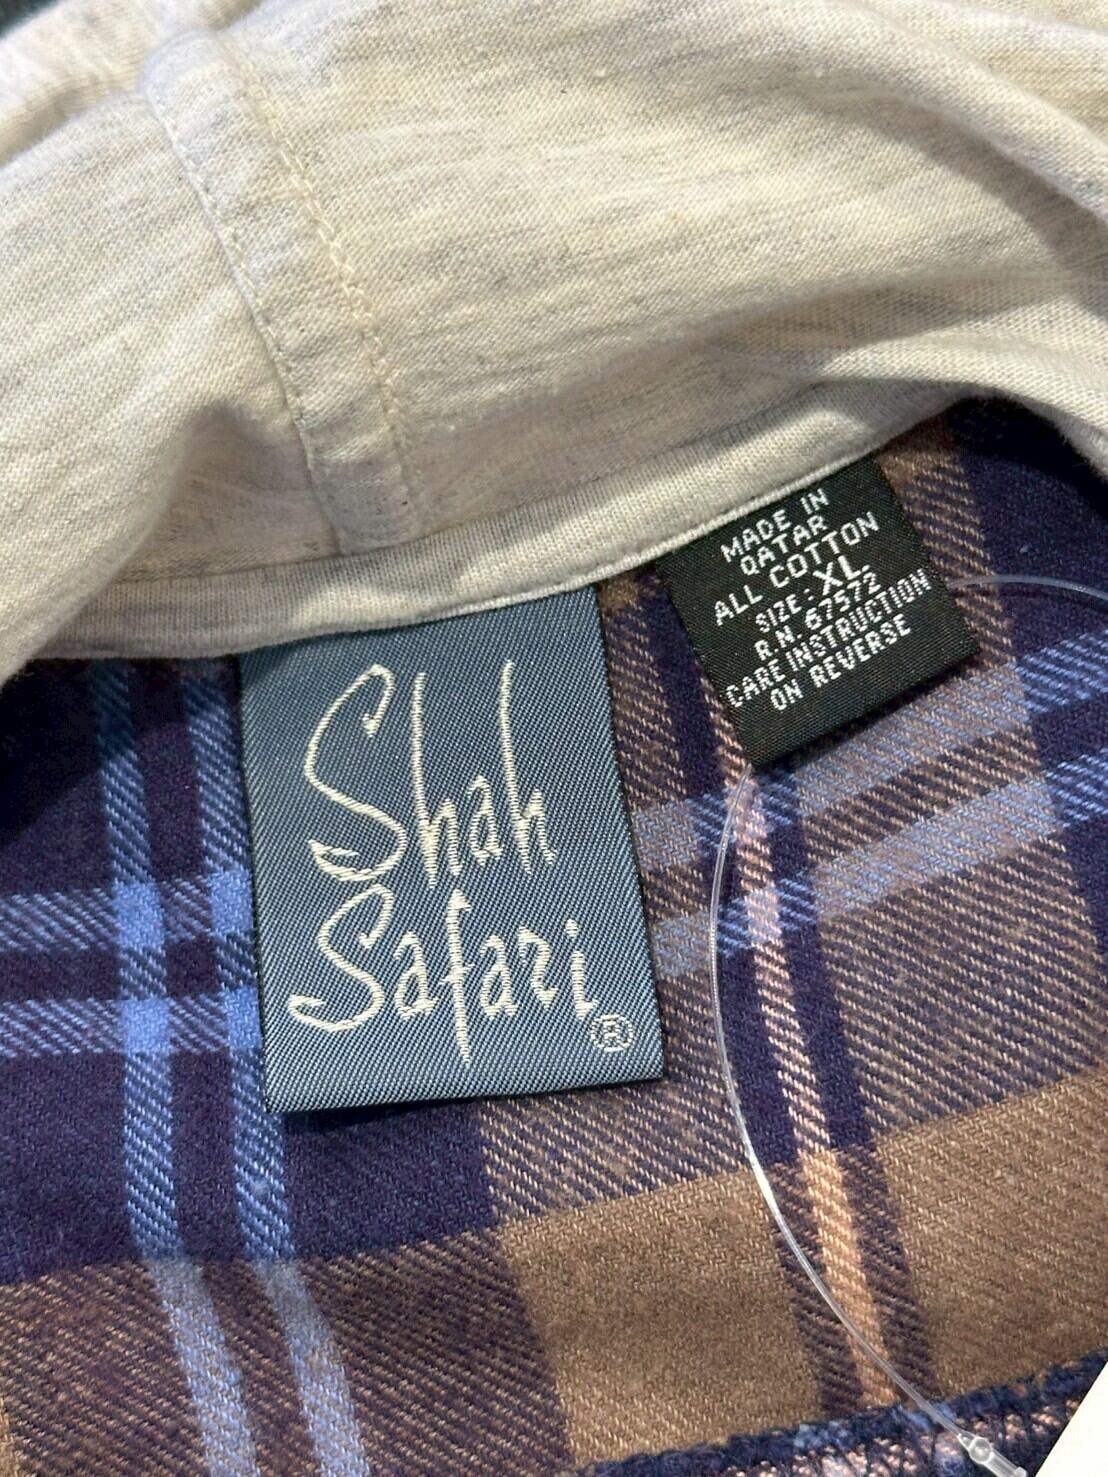 MADE IN
QATAR
ALL COTTON
SIZE: XL
R.N. 67572
CARE INSTRUCTION
ON REVERSE
Shah
Safari
®